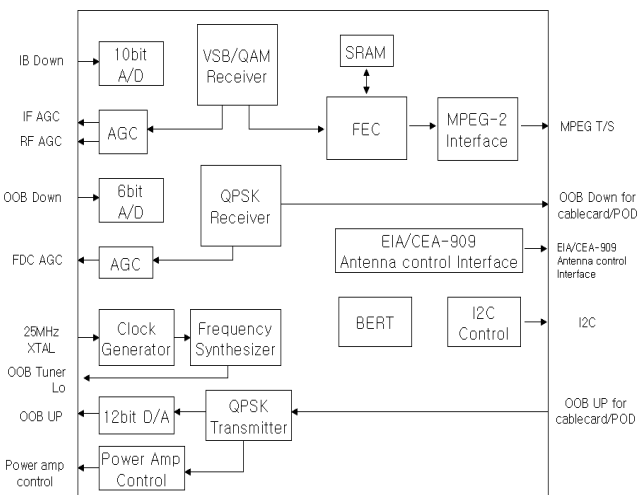 IB Down
10bit
A/D
VSB/QAM
Receiver
SRAM
IF AGC
RF AGC
AGC
FEC
MPEG-2
Interface
MPEG T/S
OOB Down
6bit
A/D
QPSK
Receiver
OOB Down for
cablecard/POD
FDC AGC
AGC
EIA/CEA-909
Antenna control Interface
EIA/CEA-909
Antenna control
Interface
25MHz
XTAL
Clock
Generator
Frequency
Synthesizer
BERT
I2C
Control
I2C
OOB Tuner
Lo
OOB UP
12bit D/A
QPSK
Transmitter
OOB UP for
cablecard/POD
Power amp
control
Power Amp
Control